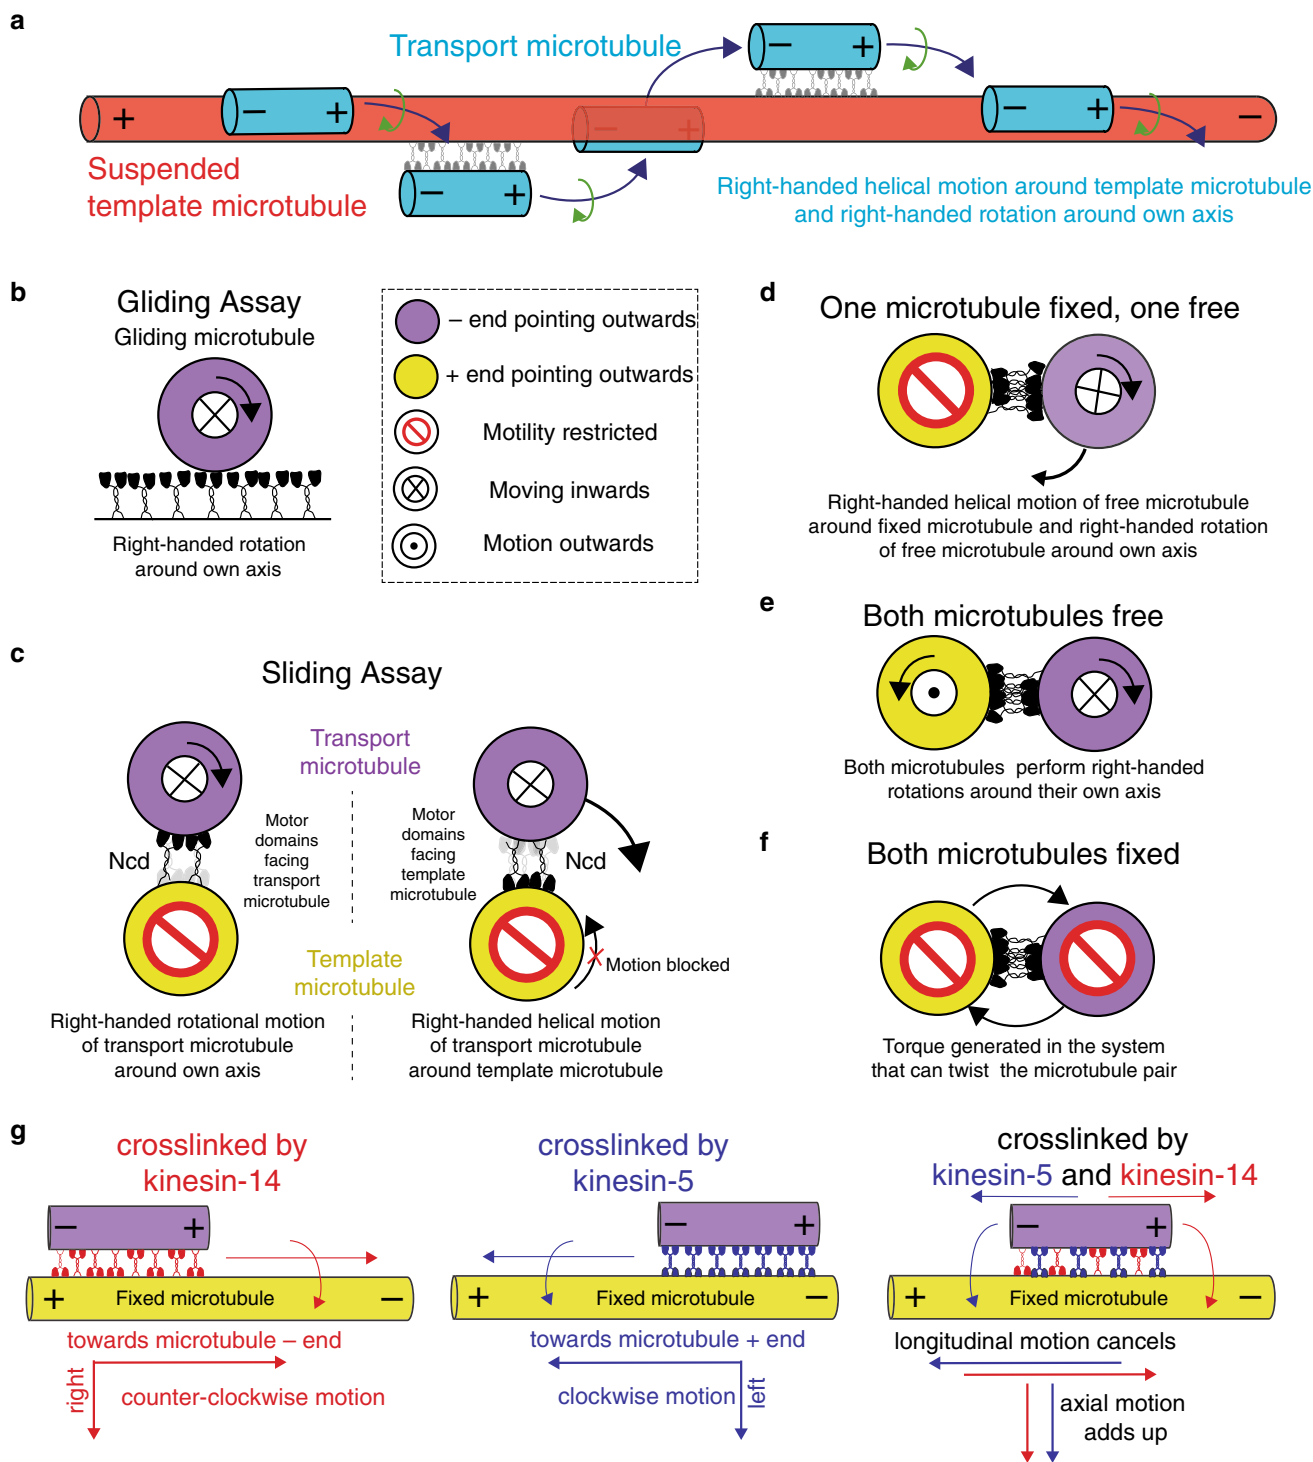 a
Transport microtubule
− +
− +
− +
+
−
Suspended
template microtubule
− +
− +
Right-handed helical motion around template microtubule
and right-handed rotation around own axis
b
Gliding Assay
Gliding microtubule
Right-handed rotation
around own axis
− end pointing outwards
+ end pointing outwards
Motility restricted
Moving inwards
Motion outwards
c
Sliding Assay
Transport
microtubule
Motor
domains
facing
transport
microtubule
Motor
domains
facing
template
microtubule
Ncd
Ncd
Template
microtubule
Motion blocked
Right-handed rotational motion
of transport microtubule
around own axis
Right-handed helical motion
of transport microtubule
around template microtubule
d
One microtubule fixed, one free
Right-handed helical motion of free microtubule
around fixed microtubule and right-handed rotation
of free microtubule around own axis
e
Both microtubules free
Both microtubules perform right-handed
rotations around their own axis
f
Both microtubules fixed
Torque generated in the system
that can twist the microtubule pair
g
crosslinked by
kinesin-14
− +
+ Fixed microtubule −
towards microtubule − end
right
counter-clockwise motion
crosslinked by
kinesin-5
− +
+ Fixed microtubule −
towards microtubule + end
clockwise motion
left
crosslinked by
kinesin-5 and kinesin-14
− +
+ Fixed microtubule −
longitudinal motion cancels
axial motion
adds up